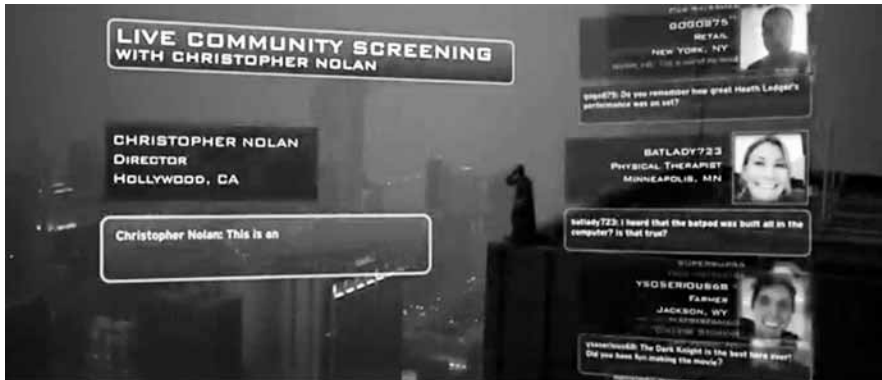 LIVE COMMUNITY SCREENING
WITH CHRISTOPHER NOLAN
CHRISTOPHER NOLAN
DIRECTOR
HOLLYWOOD, CA
Christopher Nolan: This is an
GOGO875
RETAIL
NEW YORK, NY
performance was on set?
Do you remember how great Heath Ledger's
BATLADY723
PHYSICAL THERAPIST
MINNEAPOLIS, MN
batlady723: I heard that the batpod was built all in the
computer? Is that true?
YSOSERIOUS68
FARMER
JACKSON, WY
ysoserious68: The Dark Knight is the best ever!
Did you have fun making the movie?